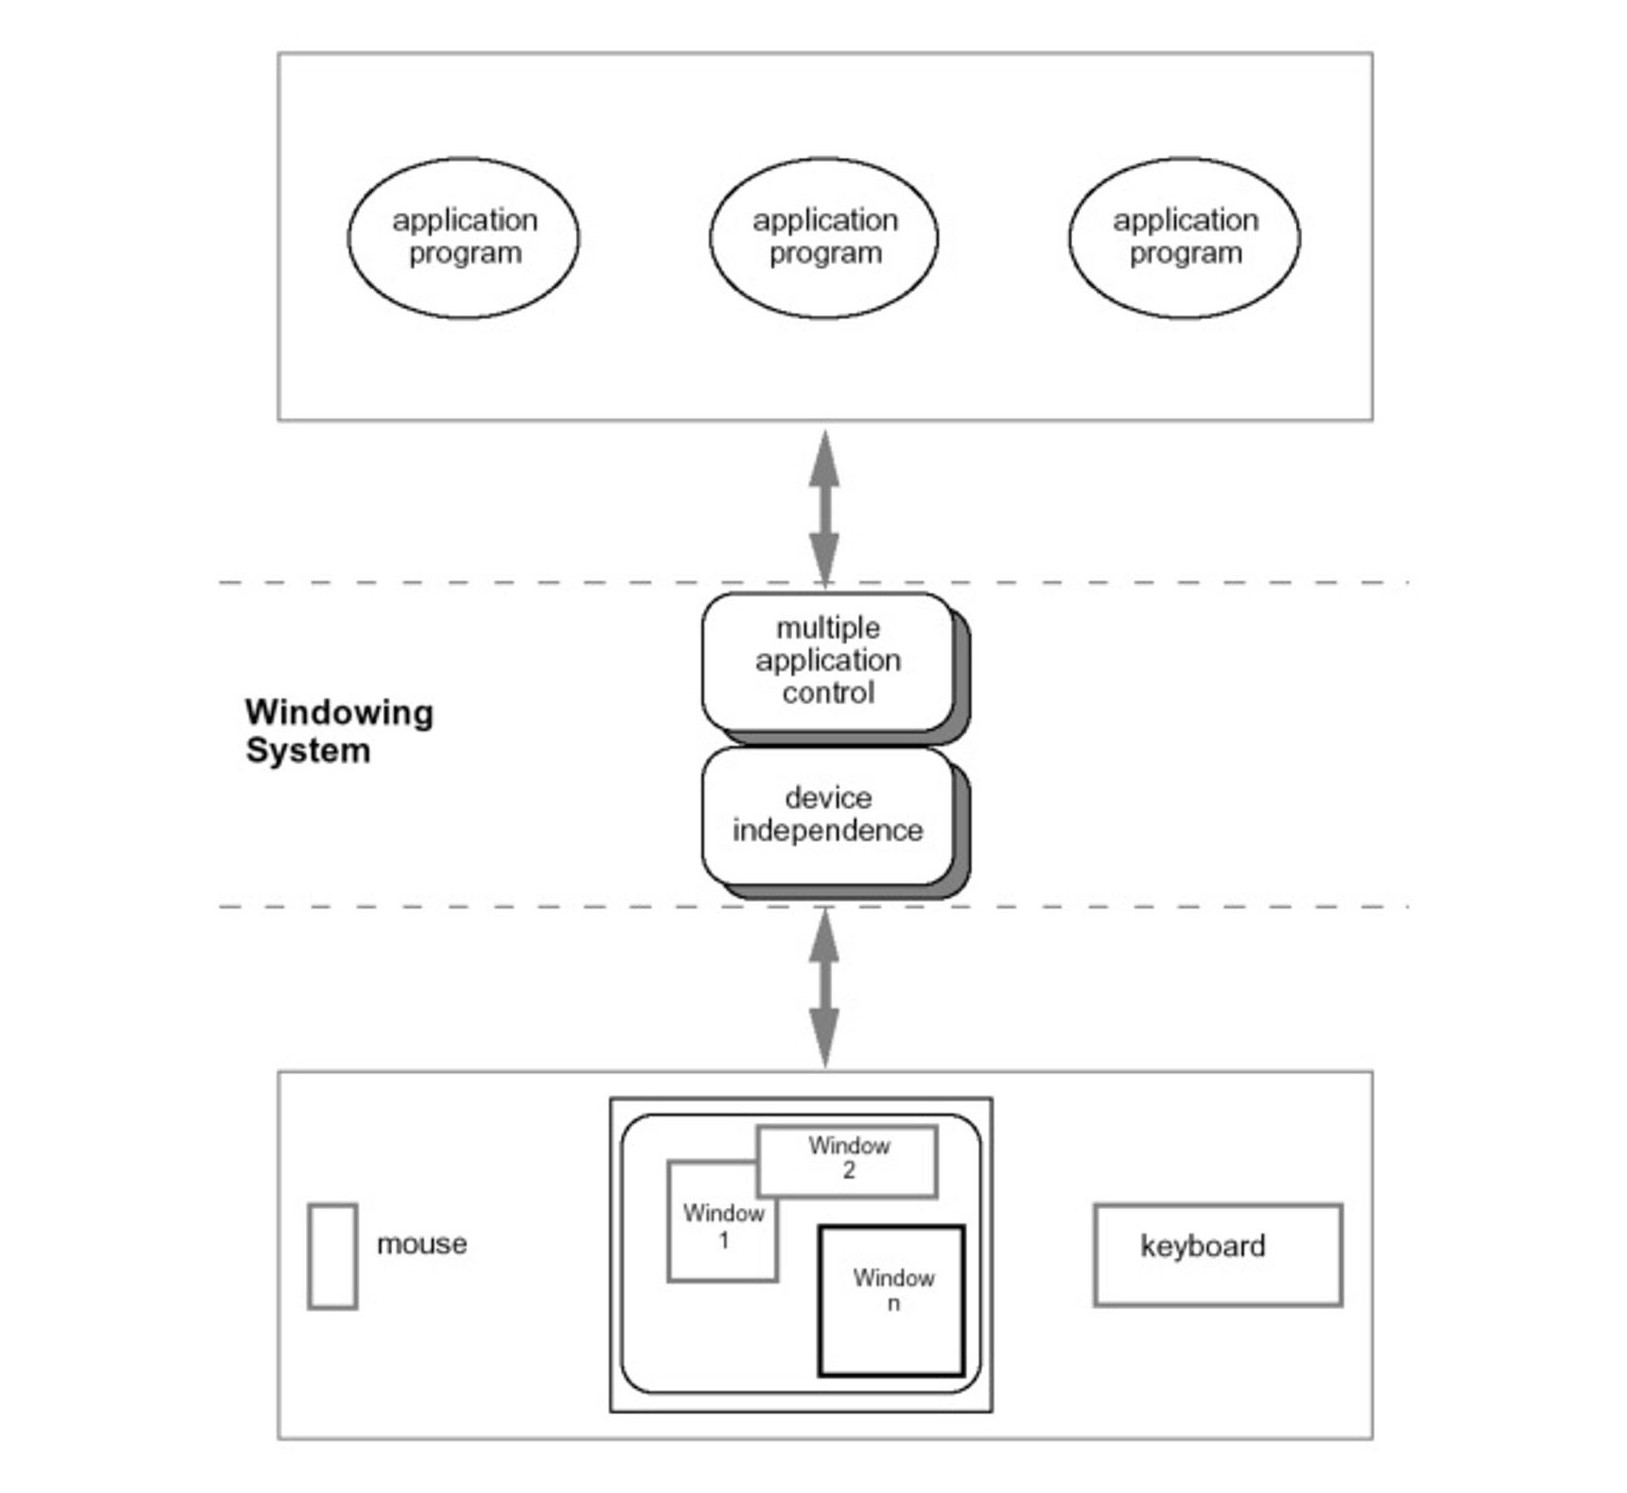 application
program
application
program
application
program
multiple
application
control
Windowing
System
device
independence
Window
2
Window
1
mouse
keyboard
Window
n